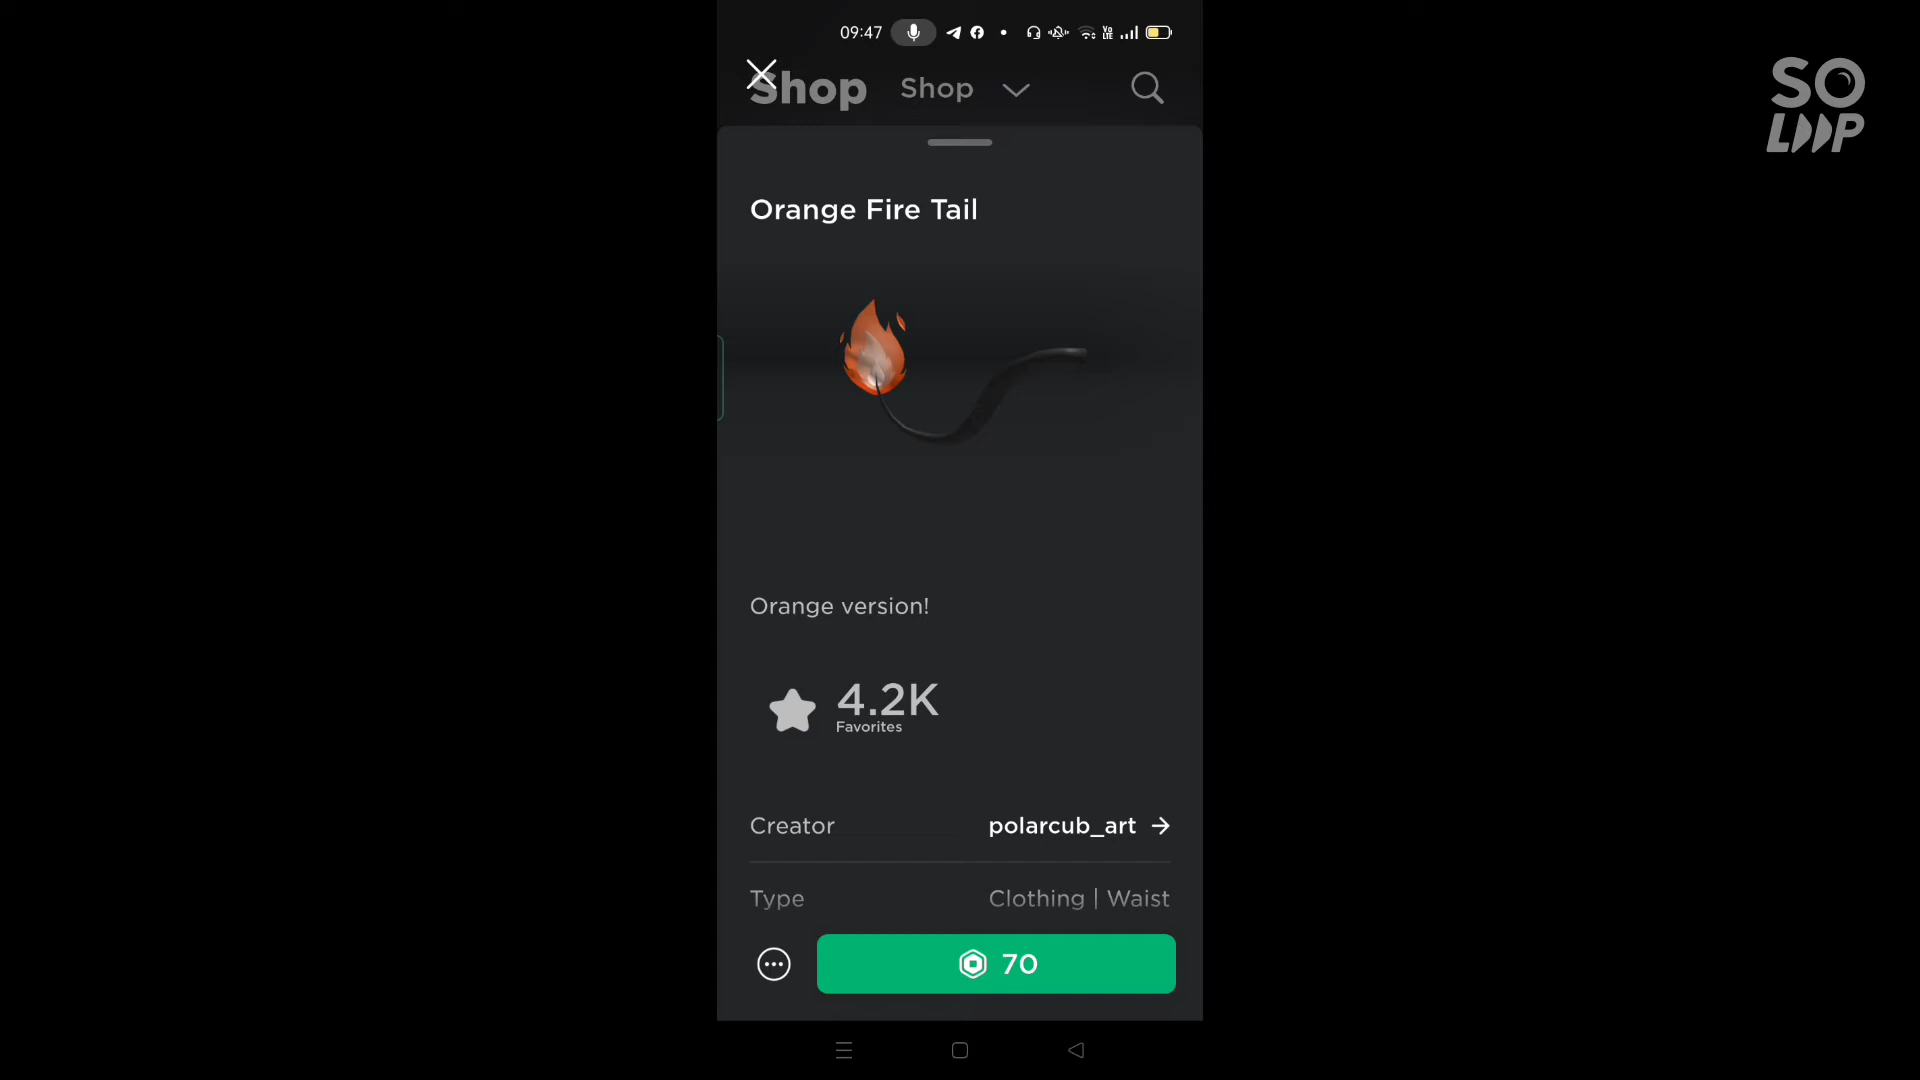 09:47
SO
LOOP
Shop
Shop
Orange Fire Tail
Orange version!
4.2K
Favorites
Creator
polarcub_art
Type
Clothing | Waist
70